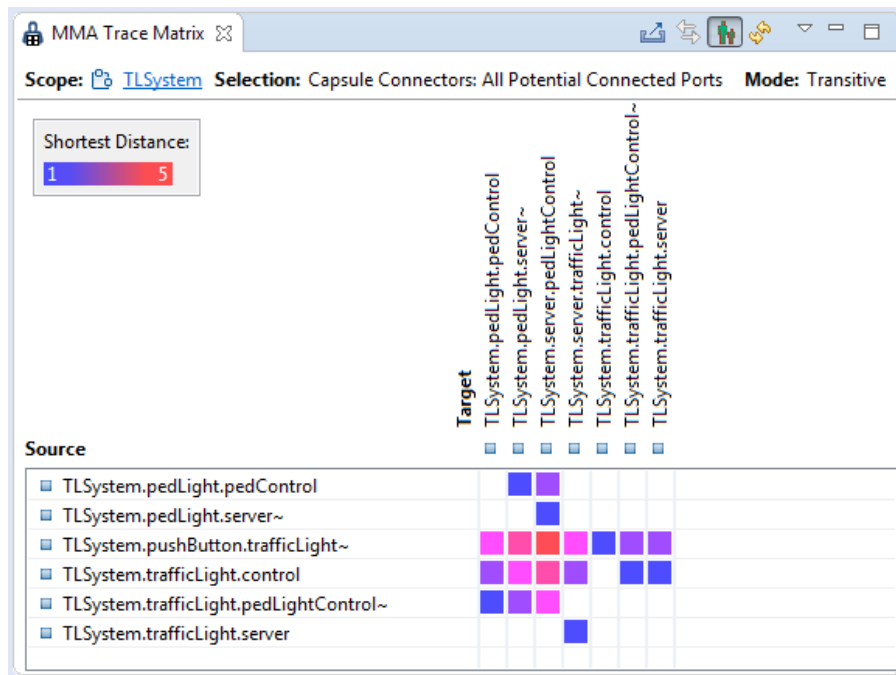 MMA Trace Matrix
Scope: TLSystem Selection: Capsule Connectors: All Potential Connected Ports Mode: Transitive
Shortest Distance:
1 5
Target
TLSystem.pedLight.pedControl
TLSystem.pedLight.server~
TLSystem.server.pedLightControl
TLSystem.server.trafficLight~
TLSystem.trafficLight.control
TLSystem.trafficLight.pedLightControl~
TLSystem.trafficLight.server
Source
TLSystem.pedLight.pedControl
TLSystem.pedLight.server~
TLSystem.pushButton.trafficLight~
TLSystem.trafficLight.control
TLSystem.trafficLight.pedLightControl~
TLSystem.trafficLight.server